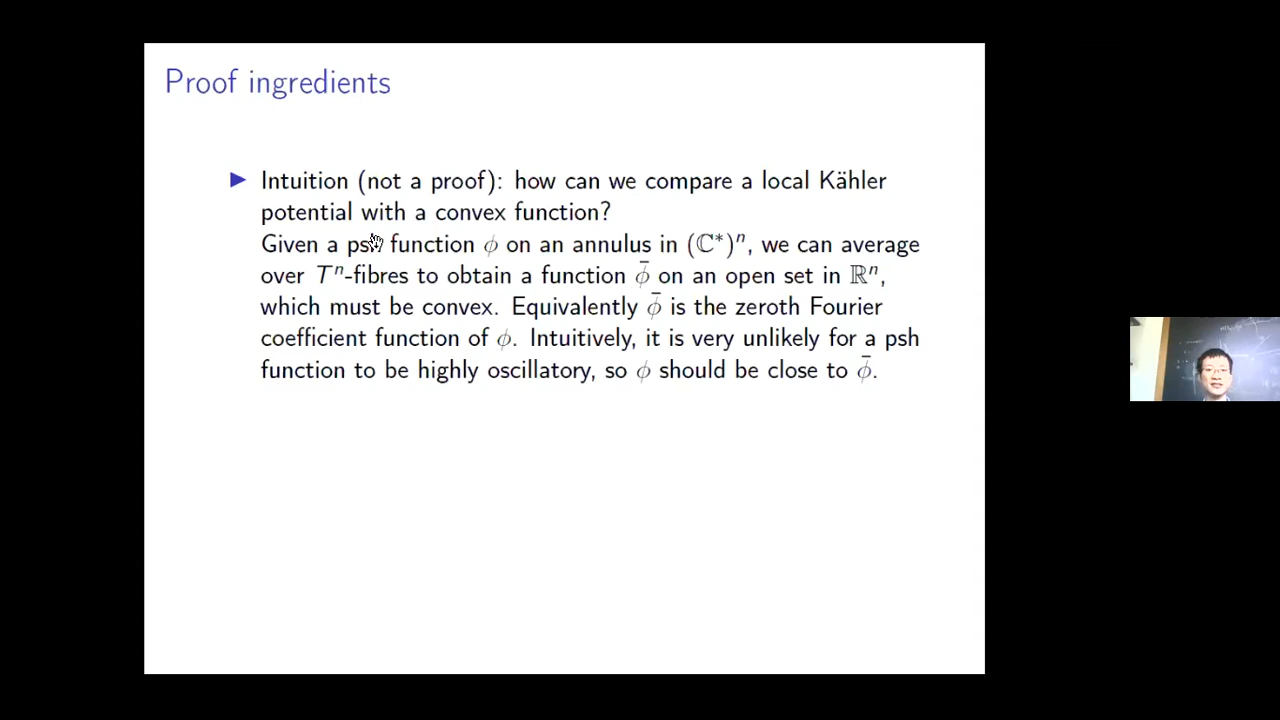 Proof ingredients
▶ Intuition (not a proof): how can we compare a local Kähler
potential with a convex function?
Given a psh function ϕ on an annulus in (ℂ*)ⁿ, we can average
over Tⁿ-fibres to obtain a function ϕ̄ on an open set in ℝⁿ,
which must be convex. Equivalently ϕ̄ is the zeroth Fourier
coefficient function of ϕ. Intuitively, it is very unlikely for a psh
function to be highly oscillatory, so ϕ should be close to ϕ̄.